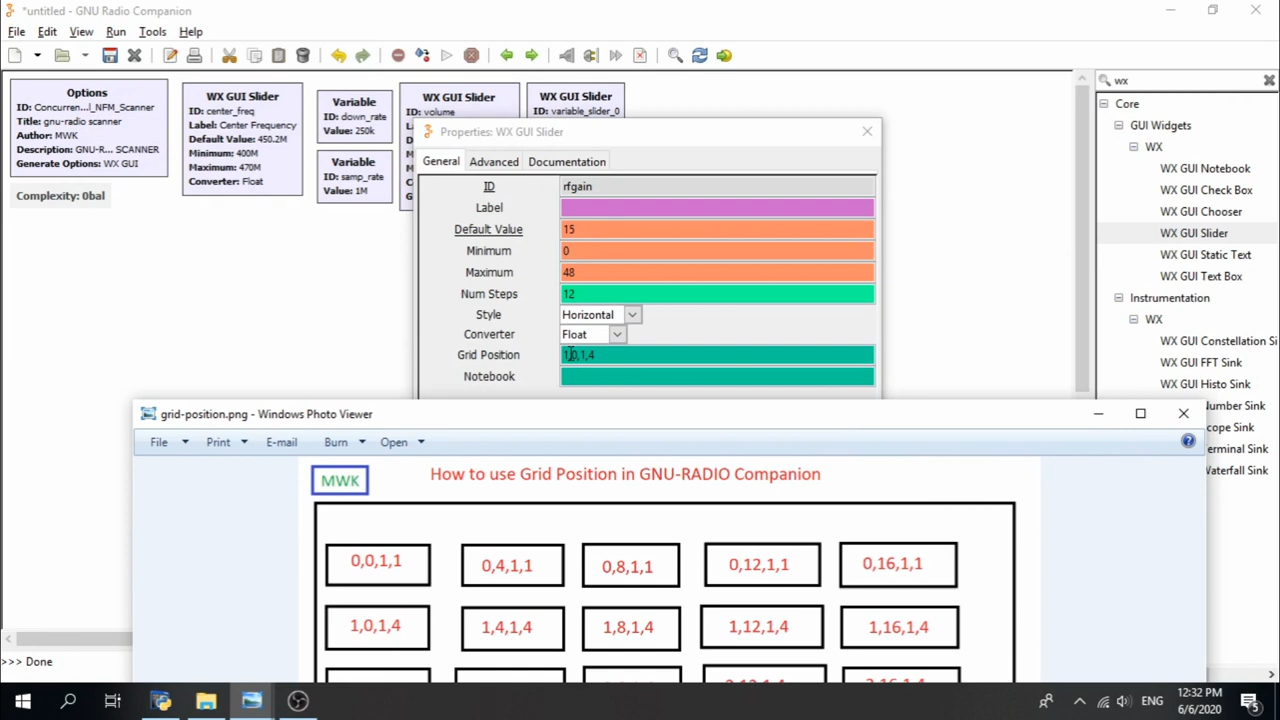 *untitled - GNU Radio Companion
File Edit View Run Tools Help
Options
ID: Concurren...l_NFM_Scanner
Title: gnu-radio scanner
Author: MWK
Description: GNU-R... SCANNER
Generate Options: WX GUI
Complexity: 0bal
WX GUI Slider
ID: center_freq
Label: Center Frequency
Default Value: 450.2M
Minimum: 400M
Maximum: 470M
Converter: Float
Variable
ID: down_rate
Value: 250k
Variable
ID: samp_rate
Value: 1M
WX GUI Slider
ID: volume
WX GUI Slider
ID: variable_slider_0
Properties: WX GUI Slider
General Advanced Documentation
ID rfgain
Label
Default Value 15
Minimum 0
Maximum 48
Num Steps 12
Style Horizontal
Converter Float
Grid Position 1,0,1,4
Notebook
wx
Core
GUI Widgets
WX
WX GUI Notebook
WX GUI Check Box
WX GUI Chooser
WX GUI Slider
WX GUI Static Text
WX GUI Text Box
Instrumentation
WX
WX GUI Constellation Si
WX GUI FFT Sink
WX GUI Histo Sink
Number Sink
cope Sink
erminal Sink
Waterfall Sink
grid-position.png - Windows Photo Viewer
File Print E-mail Burn Open
MWK
How to use Grid Position in GNU-RADIO Companion
0,0,1,1 0,4,1,1 0,8,1,1 0,12,1,1 0,16,1,1
1,0,1,4 1,4,1,4 1,8,1,4 1,12,1,4 1,16,1,4
>>> Done
ENG
12:32 PM
6/6/2020
5